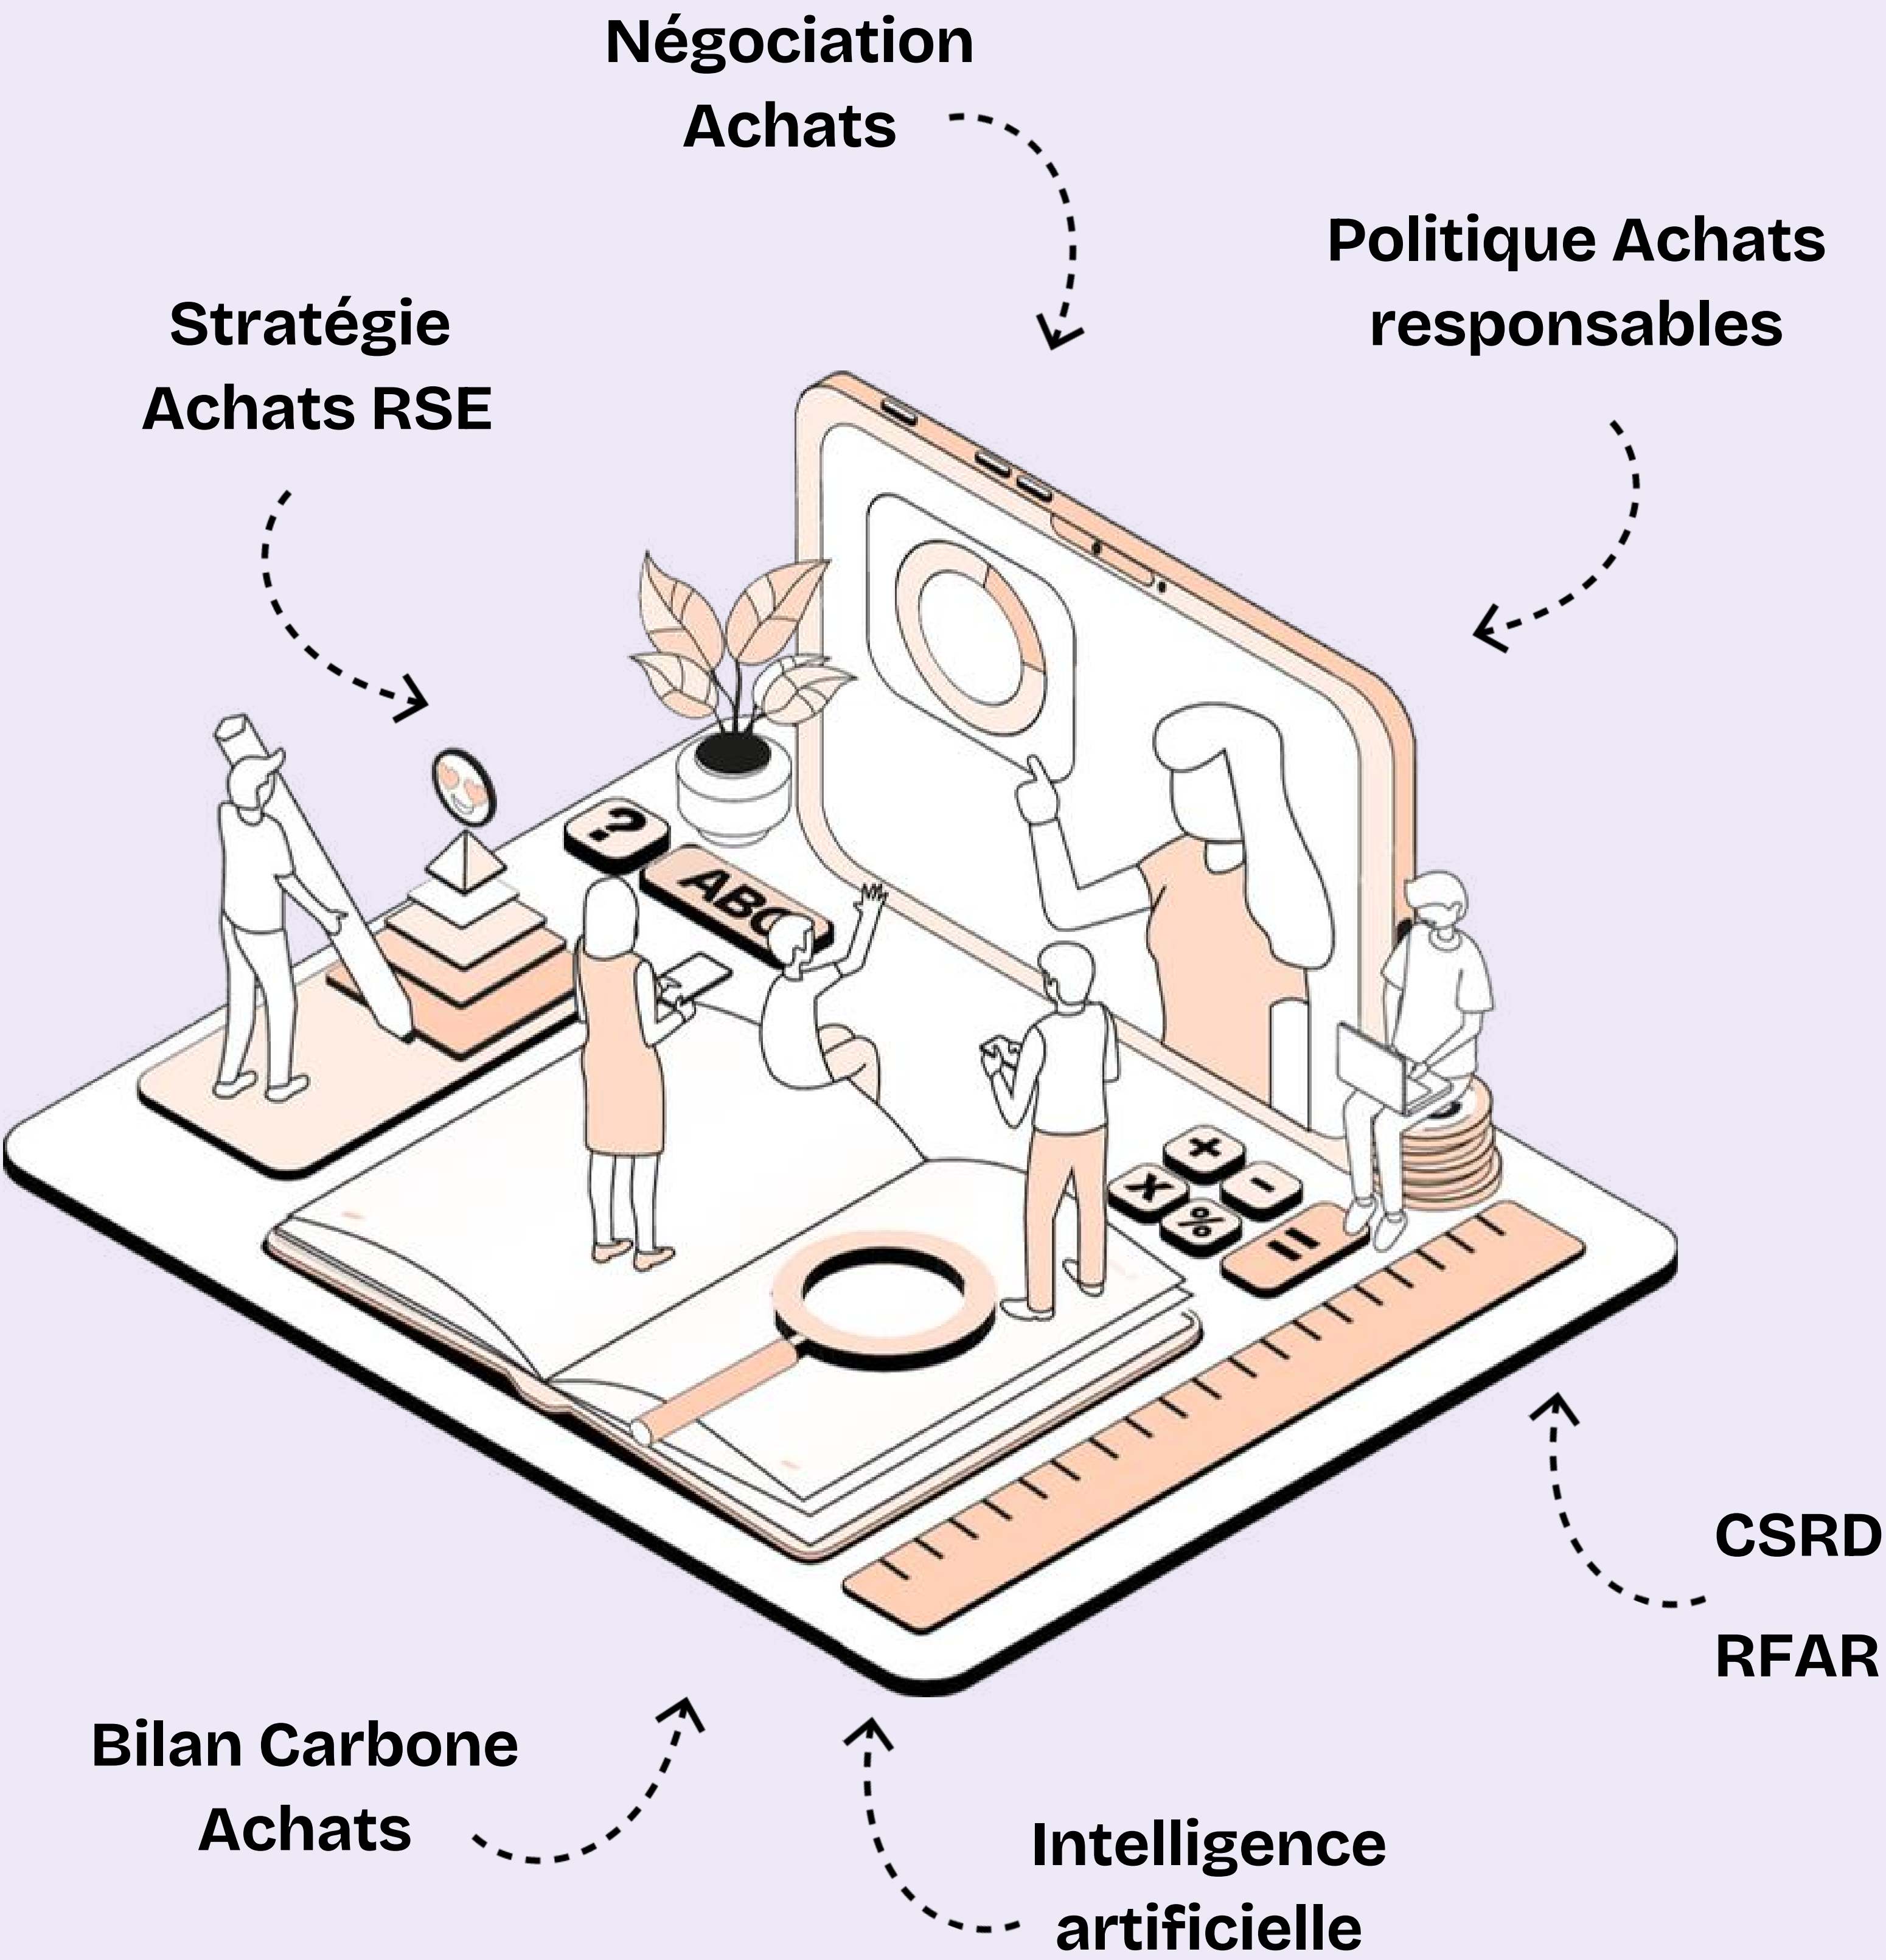 Négociation
Achats
Politique Achats
responsables
Stratégie
Achats RSE
?
ABC
+
x
-
%
=
CSRD
RFAR
Bilan Carbone
Achats
Intelligence
artificielle